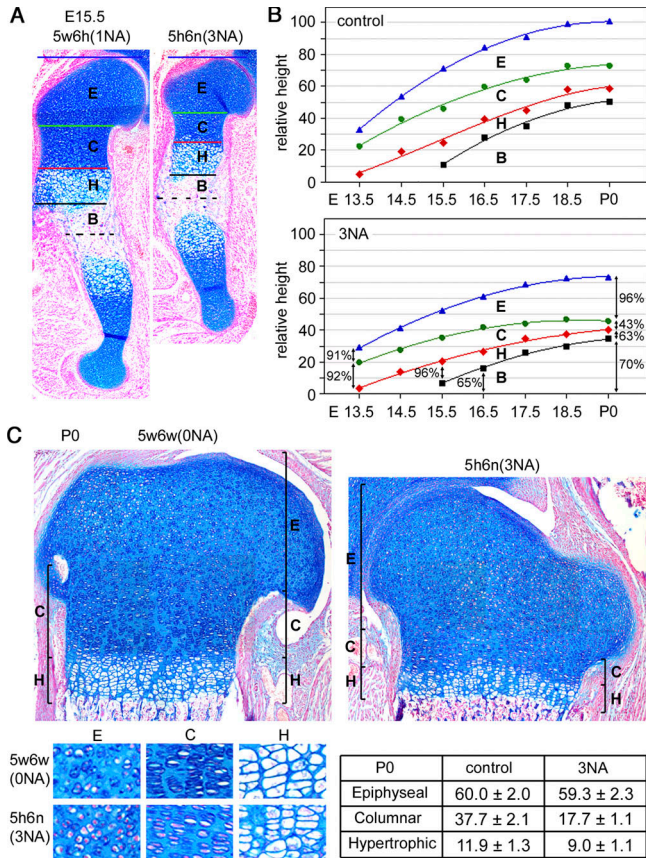 A
E15.5
5w6h(1NA)
5h6n(3NA)
E
C
H
B
E
C
H
B
B
control
relative height
100
80
60
40
20
0
E
C
H
B
E 13.5 14.5 15.5 16.5 17.5 18.5 P0
3NA
relative height
100
80
60
40
20
0
91%
92%
96%
65%
E
C
H
B
96%
43%
63%
70%
E 13.5 14.5 15.5 16.5 17.5 18.5 P0
C
P0 5w6w(0NA)
5h6n(3NA)
C
H
E
C
H
E
C
H
C
H
E C H
5w6w
(0NA)
5h6n
(3NA)
P0 control 3NA
Epiphyseal 60.0 ± 2.0 59.3 ± 2.3
Columnar 37.7 ± 2.1 17.7 ± 1.1
Hypertrophic 11.9 ± 1.3 9.0 ± 1.1